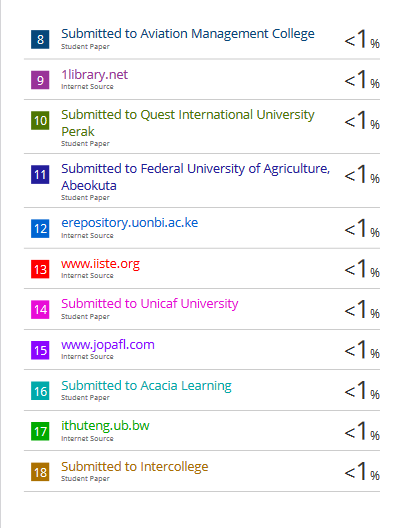 8 Submitted to Aviation Management College <1%
Student Paper
9 1library.net <1%
Internet Source
10 Submitted to Quest International University <1%
Perak
Student Paper
11 Submitted to Federal University of Agriculture, <1%
Abeokuta
Student Paper
12 erepository.uonbi.ac.ke <1%
Internet Source
13 www.iiste.org <1%
Internet Source
14 Submitted to Unicaf University <1%
Student Paper
15 www.jopafl.com <1%
Internet Source
16 Submitted to Acacia Learning <1%
Student Paper
17 ithuteng.ub.bw <1%
Internet Source
18 Submitted to Intercollege <1%
Student Paper